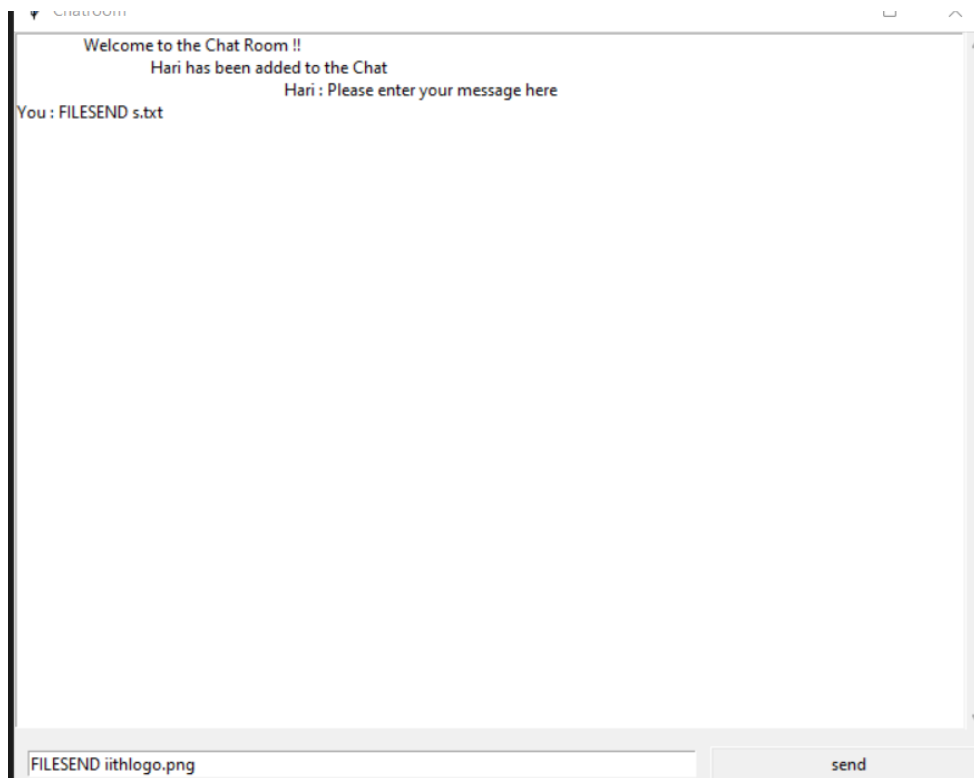 Chatroom
Welcome to the Chat Room !!
Hari has been added to the Chat
Hari : Please enter your message here
You : FILESEND s.txt
FILESEND iithlogo.png
send